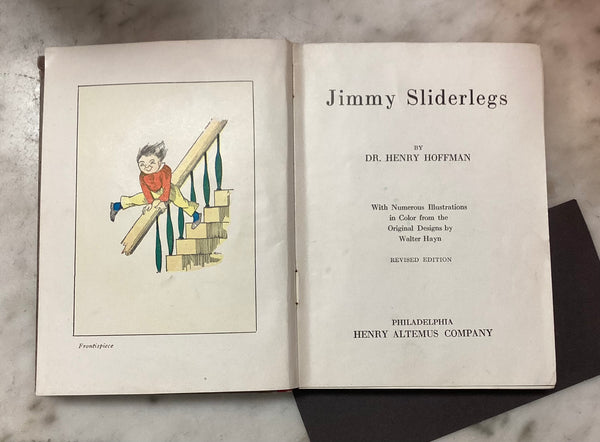 Frontispiece
Jimmy Sliderlegs
BY
DR. HENRY HOFFMAN
With Numerous Illustrations
in Color from the
Original Designs by
Walter Hayn
REVISED EDITION
PHILADELPHIA
HENRY ALTEMUS COMPANY